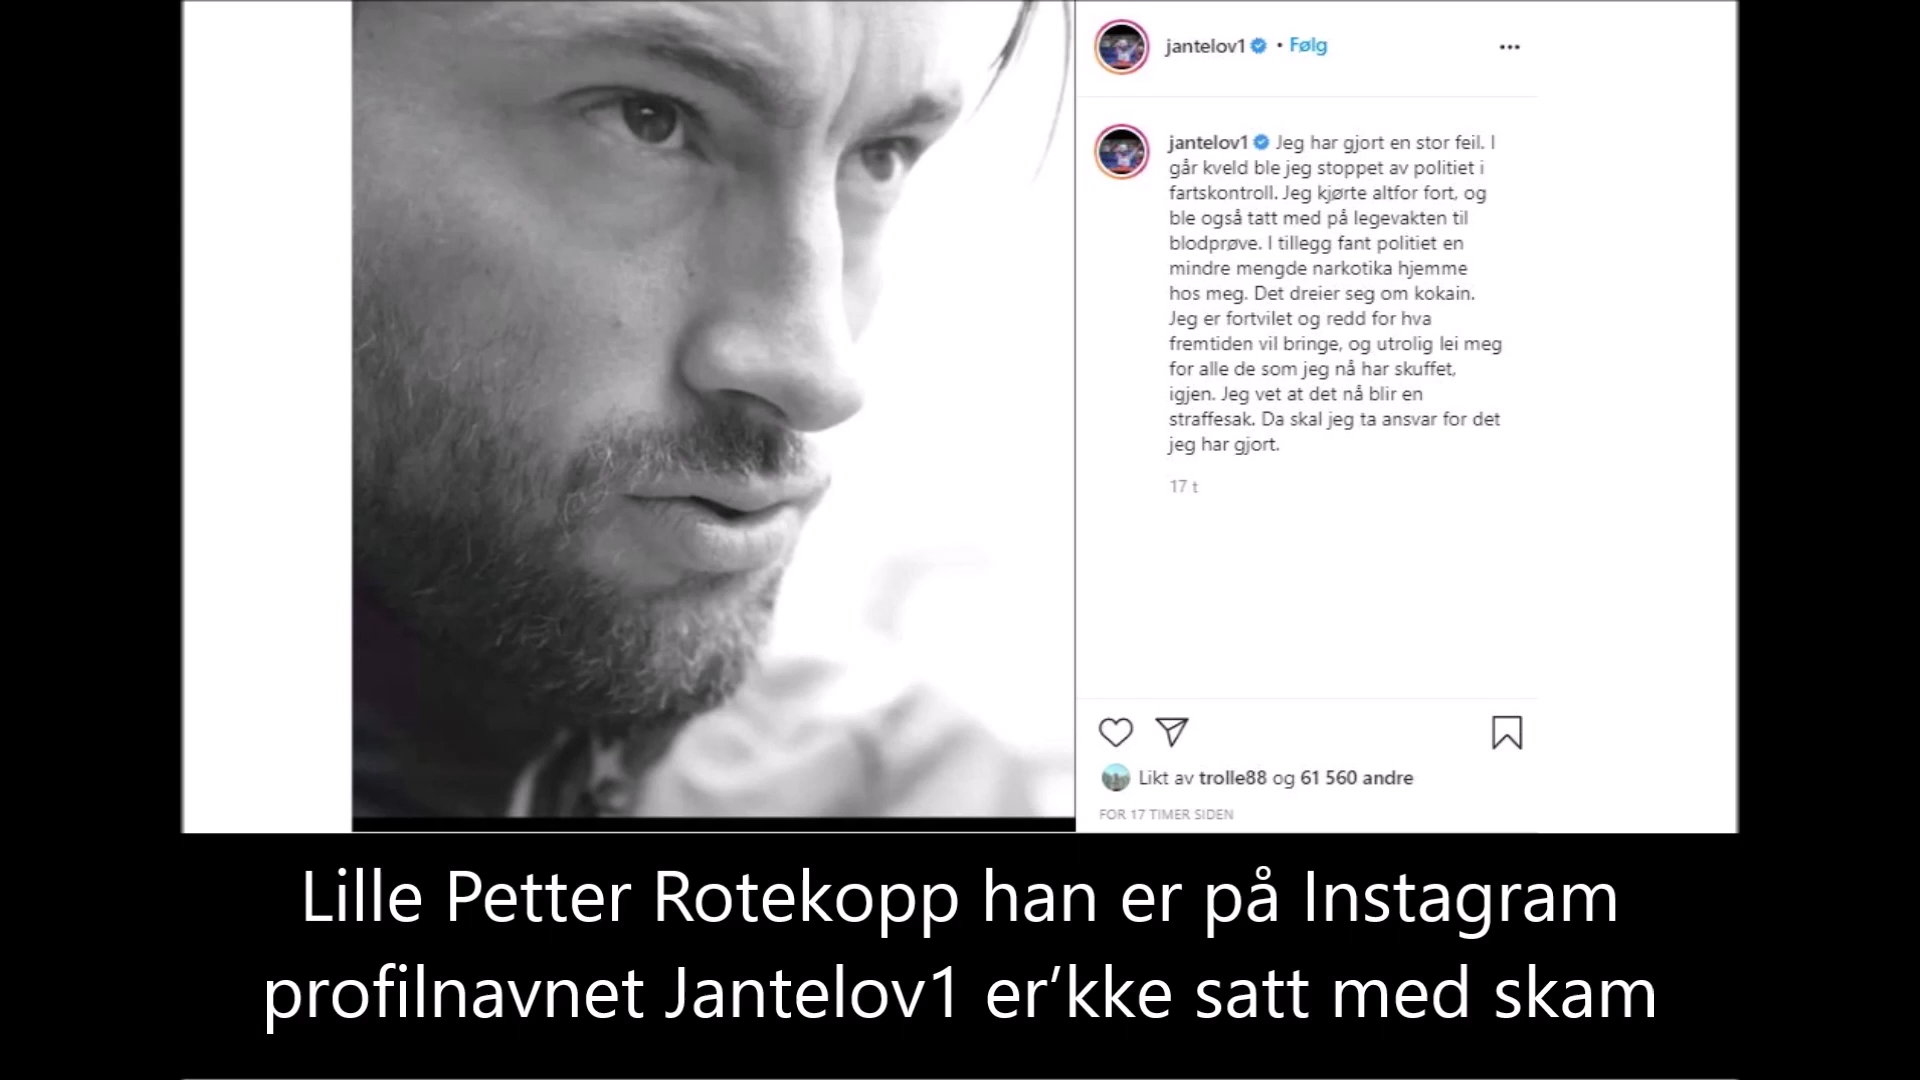 jantelov1 • Følg
jantelov1 Jeg har gjort en stor feil. I
går kveld ble jeg stoppet av politiet i
fartskontroll. Jeg kjørte altfor fort, og
ble også tatt med på legevakten til
blodprøve. I tillegg fant politiet en
mindre mengde narkotika hjemme
hos meg. Det dreier seg om kokain.
Jeg er fortvilet og redd for hva
fremtiden vil bringe, og utrolig lei meg
for alle de som jeg nå har skuffet,
igjen. Jeg vet at det nå blir en
straffesak. Da skal jeg ta ansvar for det
jeg har gjort.
17 t
Likt av trolle88 og 61 560 andre
FOR 17 TIMER SIDEN
Lille Petter Rotekopp han er på Instagram
profilnavnet Jantelov1 er’kke satt med skam